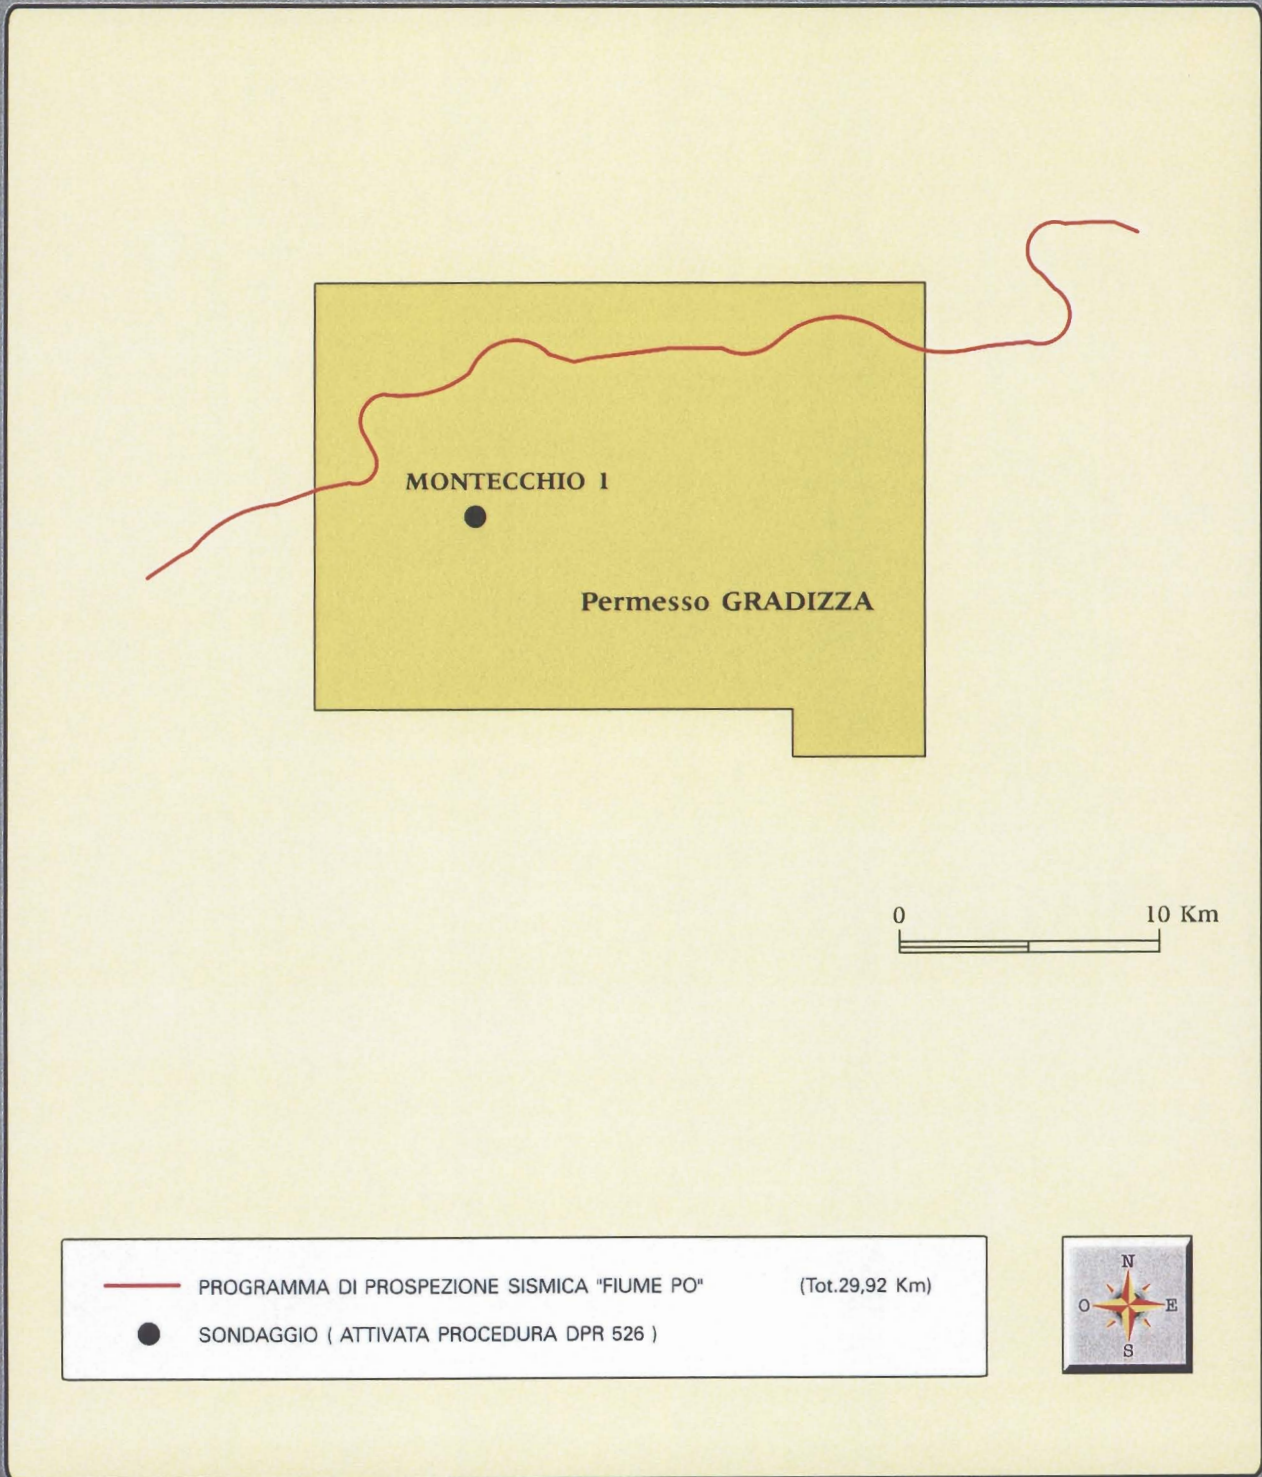 MONTECCHIO 1
Permesso GRADIZZA
0 10 Km
PROGRAMMA DI PROSPEZIONE SISMICA "FIUME PO" (Tot.29,92 Km)
SONDAGGIO ( ATTIVATA PROCEDURA DPR 526 )
N
O E
S